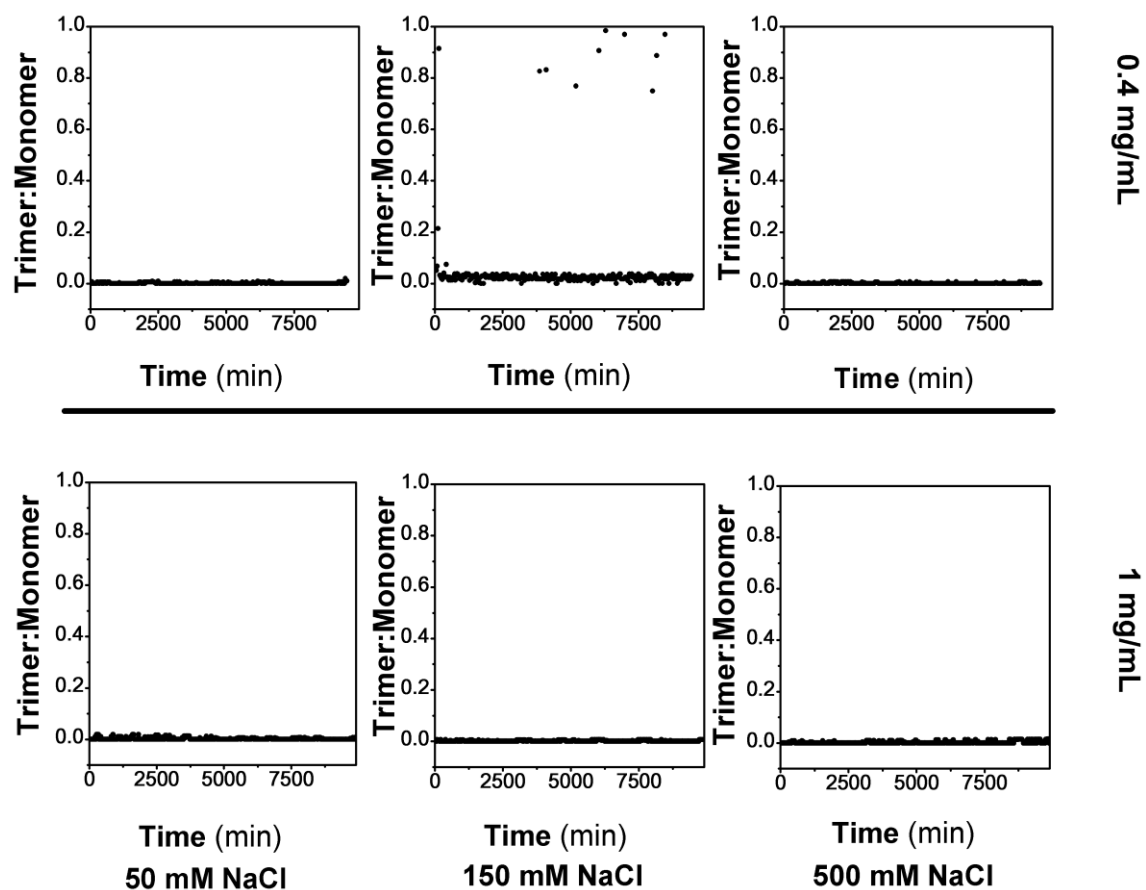 1.0 1.0 1.0
0.8 0.8 0.8
0.6 0.6 0.6
0.4 0.4 0.4
0.2 0.2 0.2
0.0 0.0 0.0
Trimer:Monomer Trimer:Monomer Trimer:Monomer
0.4 mg/mL
0 2500 5000 7500 0 2500 5000 7500 0 2500 5000 7500
Time (min) Time (min) Time (min)
1.0 1.0 1.0
0.8 0.8 0.8
0.6 0.6 0.6
0.4 0.4 0.4
0.2 0.2 0.2
0.0 0.0 0.0
Trimer:Monomer Trimer:Monomer Trimer:Monomer
1 mg/mL
0 2500 5000 7500 0 2500 5000 7500 0 2500 5000 7500
Time (min) Time (min) Time (min)
50 mM NaCl 150 mM NaCl 500 mM NaCl